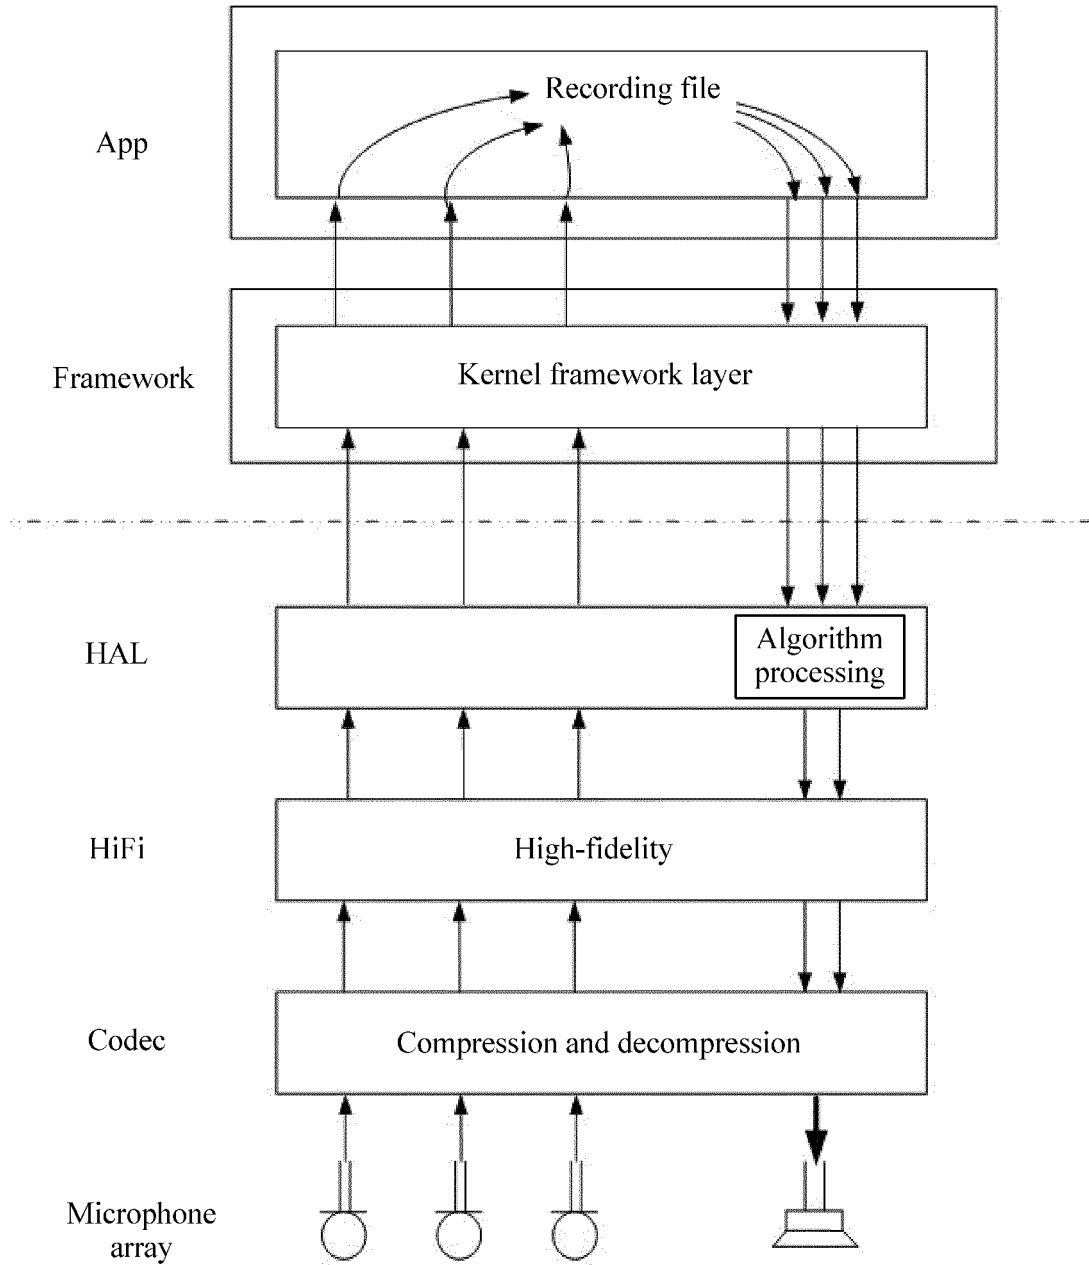 Recording file
App
Kernel framework layer
Framework
HAL
Algorithm
processing
HiFi
High-fidelity
Codec
Compression and decompression
Microphone
array